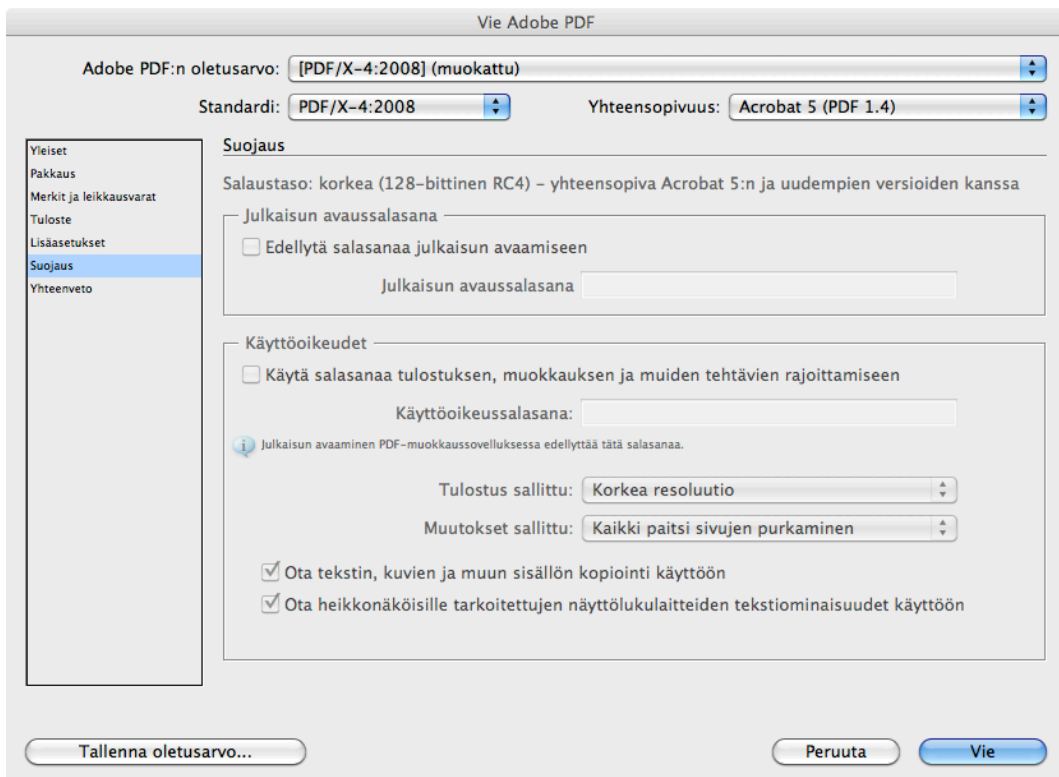 Vie Adobe PDF
Adobe PDF:n oletusarvo: [PDF/X-4:2008] (muokattu)
Standardi: PDF/X-4:2008 Yhteensopivuus: Acrobat 5 (PDF 1.4)
Yleiset
Pakkaus
Merkit ja leikkausvarat
Tuloste
Lisäasetukset
Suojaus
Yhteenveto
Suojaus
Salaustaso: korkea (128-bittinen RC4) – yhteensopiva Acrobat 5:n ja uudempien versioiden kanssa
Julkaisun avaussalasana
Edellytä salasanaa julkaisun avaamiseen
Julkaisun avaussalasana
Käyttöoikeudet
Käytä salasanaa tulostuksen, muokkauksen ja muiden tehtävien rajoittamiseen
Käyttöoikeussalasana:
Julkaisun avaaminen PDF-muokkaussovelluksessa edellyttää tätä salasanaa.
Tulostus sallittu: Korkea resoluutio
Muutokset sallittu: Kaikki paitsi sivujen purkaminen
Ota tekstin, kuvien ja muun sisällön kopiointi käyttöön
Ota heikkonäköisille tarkoitettujen näyttölukulaitteiden tekstiominaisuudet käyttöön
Tallenna oletusarvo... Peruuta Vie